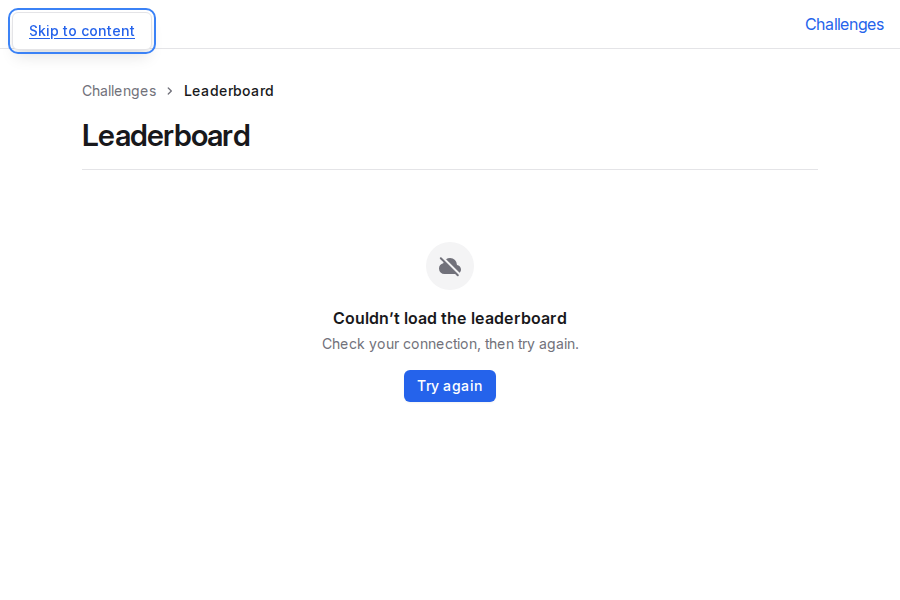 Skip to content
Challenges
Challenges > Leaderboard
Leaderboard
Couldn’t load the leaderboard
Check your connection, then try again.
Try again